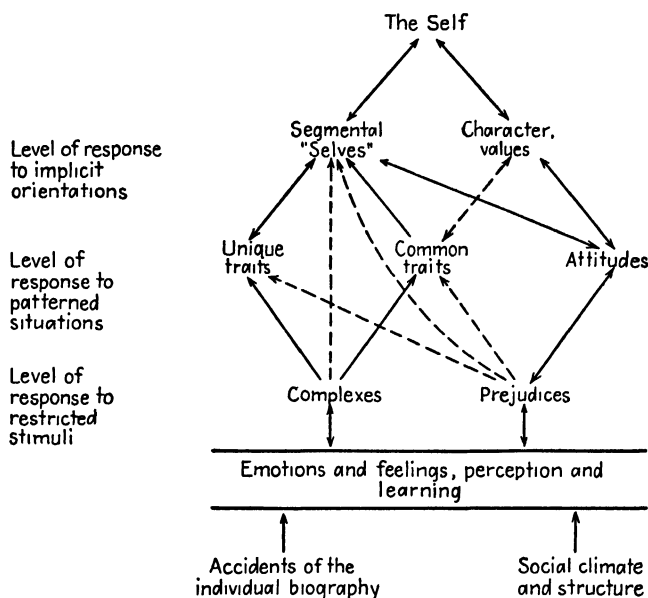 The Self
Level of response
to implicit
orientations
Segmental
"Selves"
Character,
values
Level of
response to
patterned
situations
Unique
traits
Common
traits
Attitudes
Level of
response to
restricted
stimuli
Complexes
Prejudices
Emotions and feelings, perception and
learning
Accidents of the
individual biography
Social climate
and structure